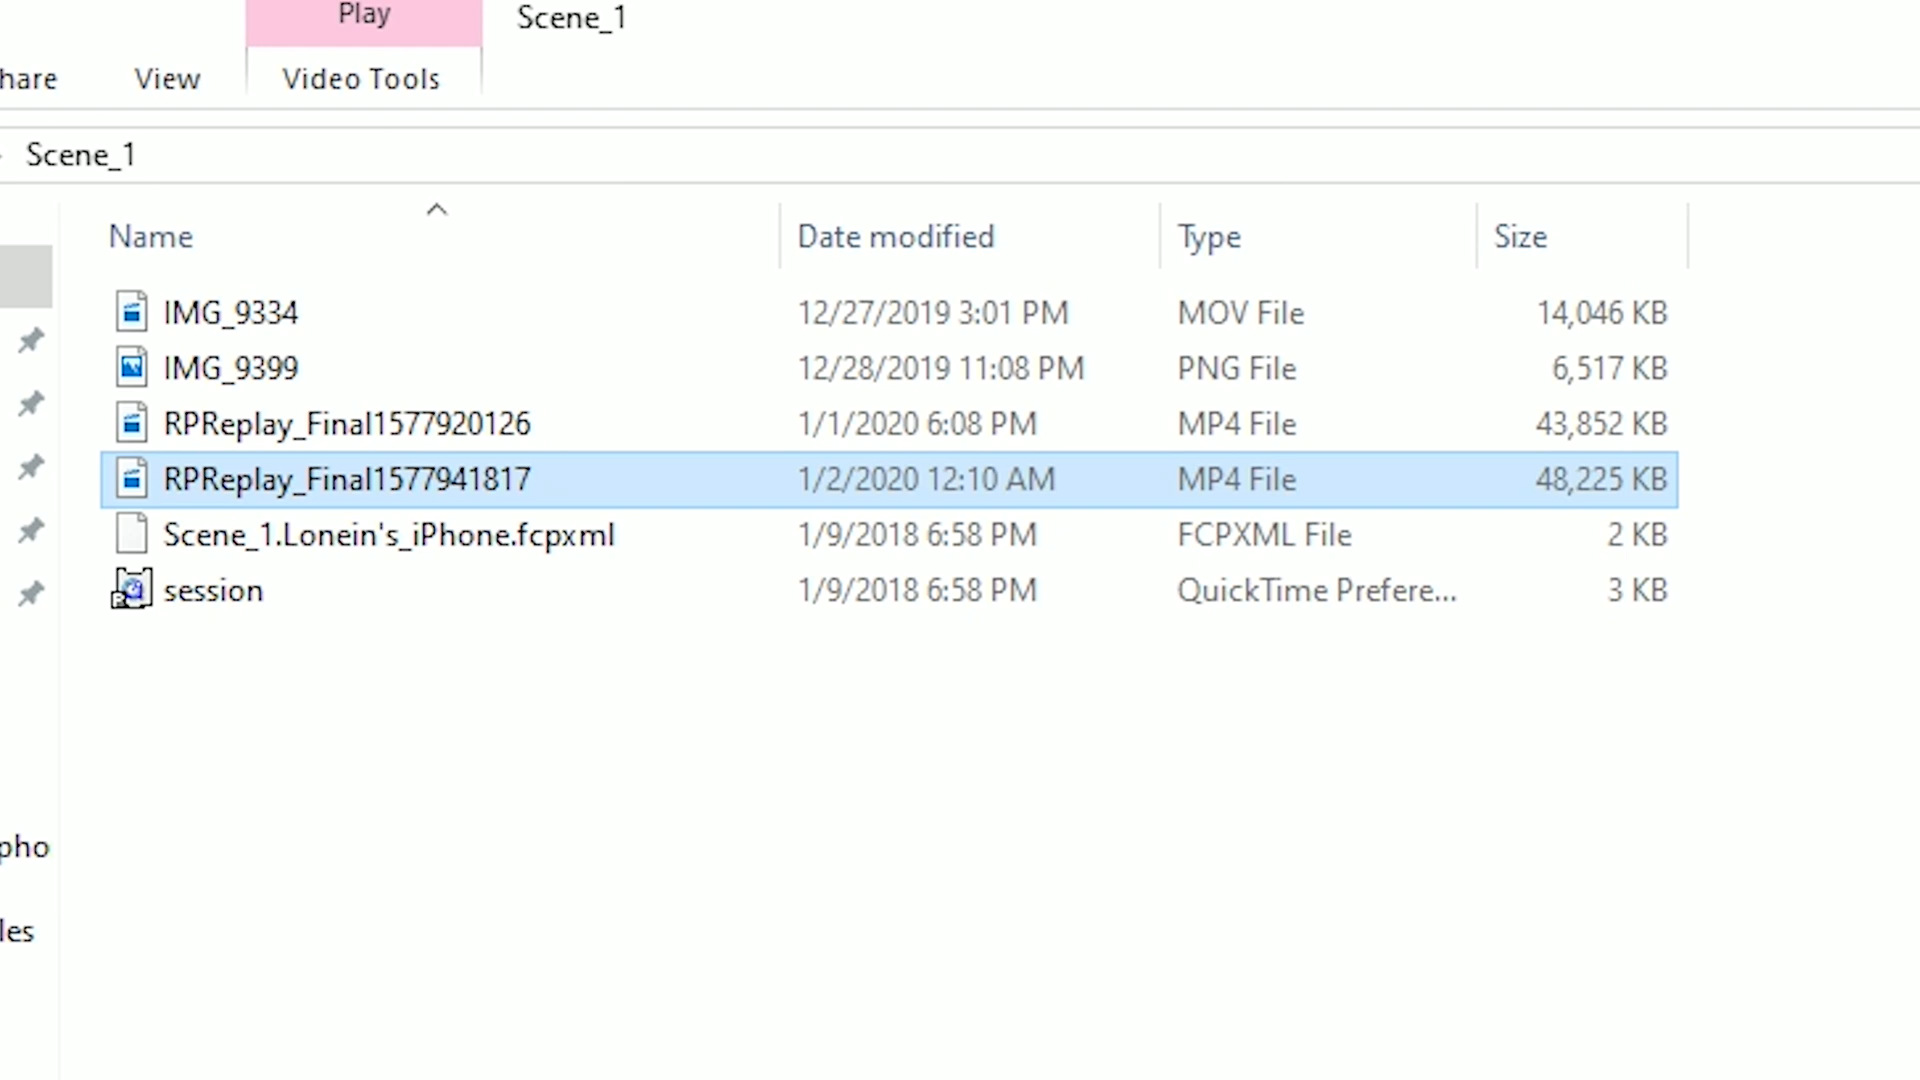 Play Scene_1
hare View Video Tools
Scene_1
Name Date modified Type Size
IMG_9334 12/27/2019 3:01 PM MOV File 14,046 KB
IMG_9399 12/28/2019 11:08 PM PNG File 6,517 KB
RPReplay_Final1577920126 1/1/2020 6:08 PM MP4 File 43,852 KB
RPReplay_Final1577941817 1/2/2020 12:10 AM MP4 File 48,225 KB
Scene_1.Lonein's_iPhone.fcpxml 1/9/2018 6:58 PM FCPXML File 2 KB
session 1/9/2018 6:58 PM QuickTime Prefere... 3 KB
pho
les